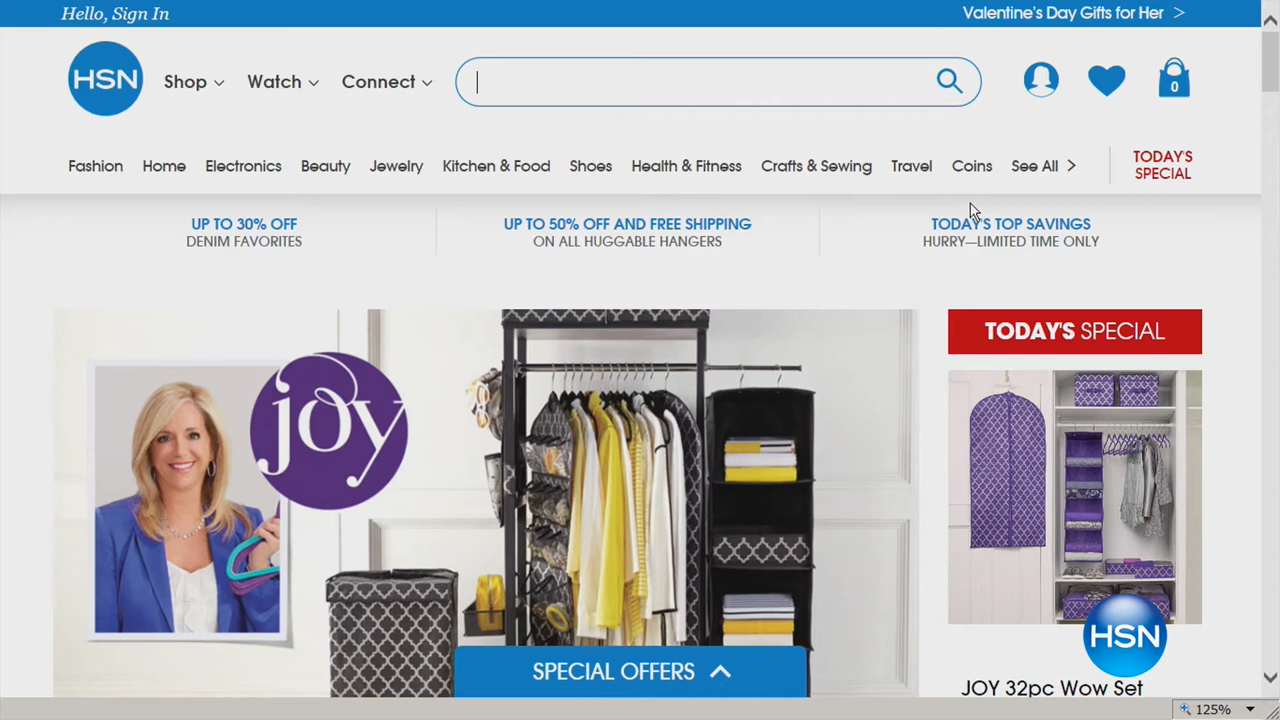 Hello, Sign In
Valentine's Day Gifts for Her >
HSN
Shop
Watch
Connect
0
Fashion
Home
Electronics
Beauty
Jewelry
Kitchen & Food
Shoes
Health & Fitness
Crafts & Sewing
Travel
Coins
See All >
TODAY'S
SPECIAL
UP TO 30% OFF
DENIM FAVORITES
UP TO 50% OFF AND FREE SHIPPING
ON ALL HUGGABLE HANGERS
TODAY'S TOP SAVINGS
HURRY—LIMITED TIME ONLY
joy
TODAY'S SPECIAL
HSN
JOY 32pc Wow Set
SPECIAL OFFERS
125%